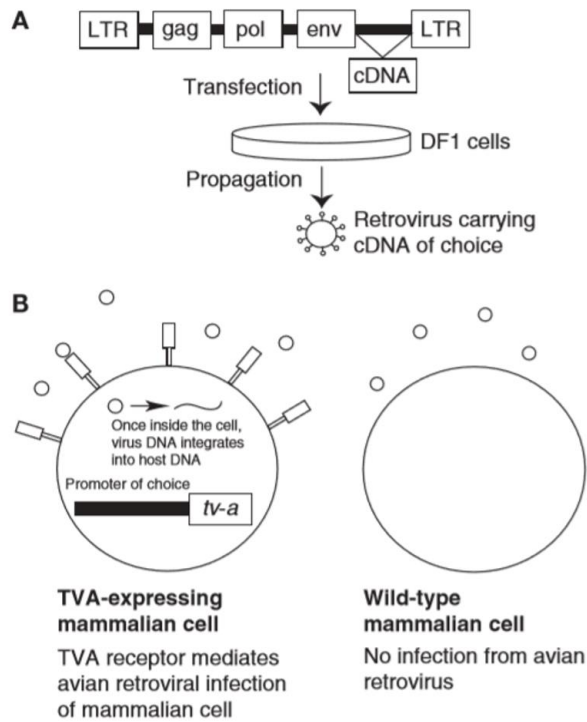 A
LTR gag pol env LTR
cDNA
Transfection
DF1 cells
Propagation
Retrovirus carrying
cDNA of choice
B
Once inside the cell,
virus DNA integrates
into host DNA
Promoter of choice
tv-a
TVA-expressing
mammalian cell
TVA receptor mediates
avian retroviral infection
of mammalian cell
Wild-type
mammalian cell
No infection from avian
retrovirus